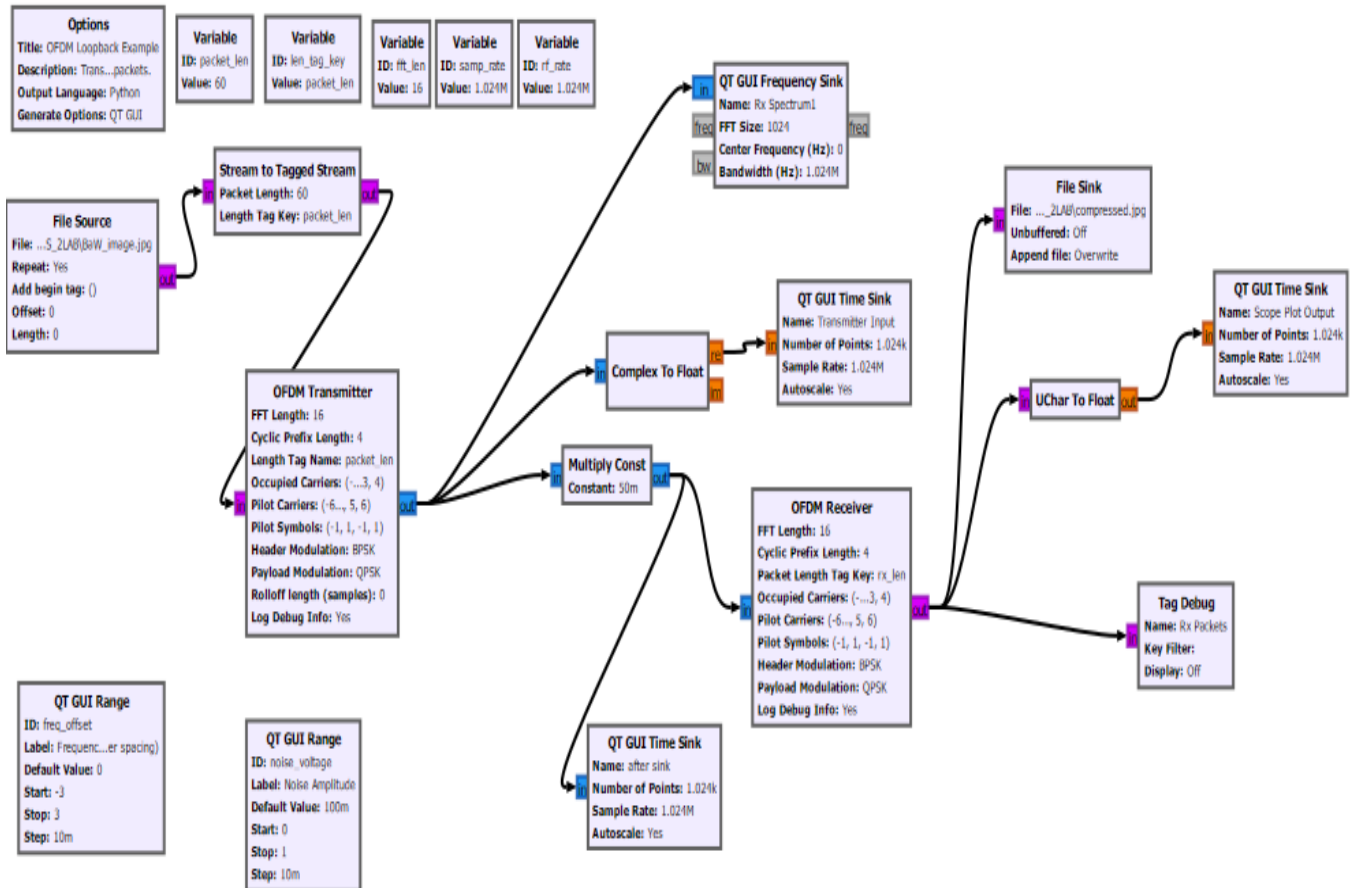 Options
Title: OFDM Loopback Example
Description: Trans...packets.
Output Language: Python
Generate Options: QT GUI
Variable
ID: packet_len
Value: 60
Variable
ID: len_tag_key
Value: packet_len
Variable
ID: fft_len
Value: 16
Variable
ID: samp_rate
Value: 1.024M
Variable
ID: rf_rate
Value: 1.024M
QT GUI Frequency Sink
Name: Rx Spectrum1
FFT Size: 1024
Center Frequency (Hz): 0
Bandwidth (Hz): 1.024M
in
freq
bw
freq
Stream to Tagged Stream
Packet Length: 60
Length Tag Key: packet_len
in
out
File Source
File: ...S_2LAB\BaW_image.jpg
Repeat: Yes
Add begin tag: ()
Offset: 0
Length: 0
out
File Sink
File: ..._2LAB\compressed.jpg
Unbuffered: Off
Append file: Overwrite
in
QT GUI Time Sink
Name: Transmitter Input
Number of Points: 1.024k
Sample Rate: 1.024M
Autoscale: Yes
in
QT GUI Time Sink
Name: Scope Plot Output
Number of Points: 1.024k
Sample Rate: 1.024M
Autoscale: Yes
in
Complex To Float
in
re
im
UChar To Float
in
out
OFDM Transmitter
FFT Length: 16
Cyclic Prefix Length: 4
Length Tag Name: packet_len
Occupied Carriers: (-...3, 4)
Pilot Carriers: (-6..., 5, 6)
Pilot Symbols: (-1, 1, -1, 1)
Header Modulation: BPSK
Payload Modulation: QPSK
Rolloff length (samples): 0
Log Debug Info: Yes
in
out
Multiply Const
Constant: 50m
in
out
OFDM Receiver
FFT Length: 16
Cyclic Prefix Length: 4
Packet Length Tag Key: rx_len
Occupied Carriers: (-...3, 4)
Pilot Carriers: (-6..., 5, 6)
Pilot Symbols: (-1, 1, -1, 1)
Header Modulation: BPSK
Payload Modulation: QPSK
Log Debug Info: Yes
in
out
Tag Debug
Name: Rx Packets
Key Filter:
Display: Off
in
QT GUI Range
ID: freq_offset
Label: Frequenc...er spacing)
Default Value: 0
Start: -3
Stop: 3
Step: 10m
QT GUI Range
ID: noise_voltage
Label: Noise Amplitude
Default Value: 100m
Start: 0
Stop: 1
Step: 10m
QT GUI Time Sink
Name: after sink
Number of Points: 1.024k
Sample Rate: 1.024M
Autoscale: Yes
in